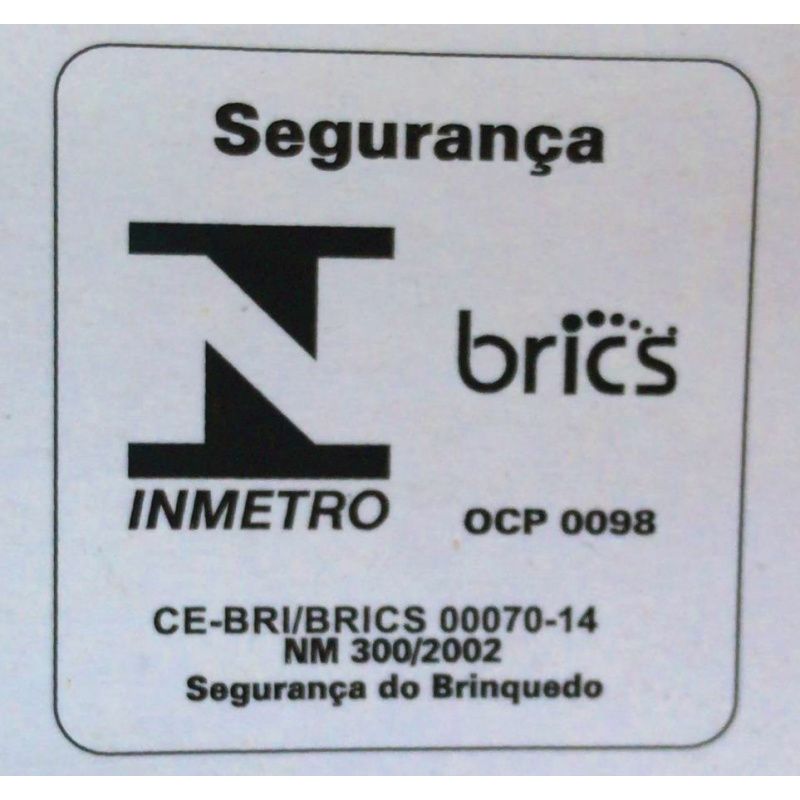 Segurança
brics
INMETRO
OCP 0098
CE-BRI/BRICS 00070-14
NM 300/2002
Segurança do Brinquedo